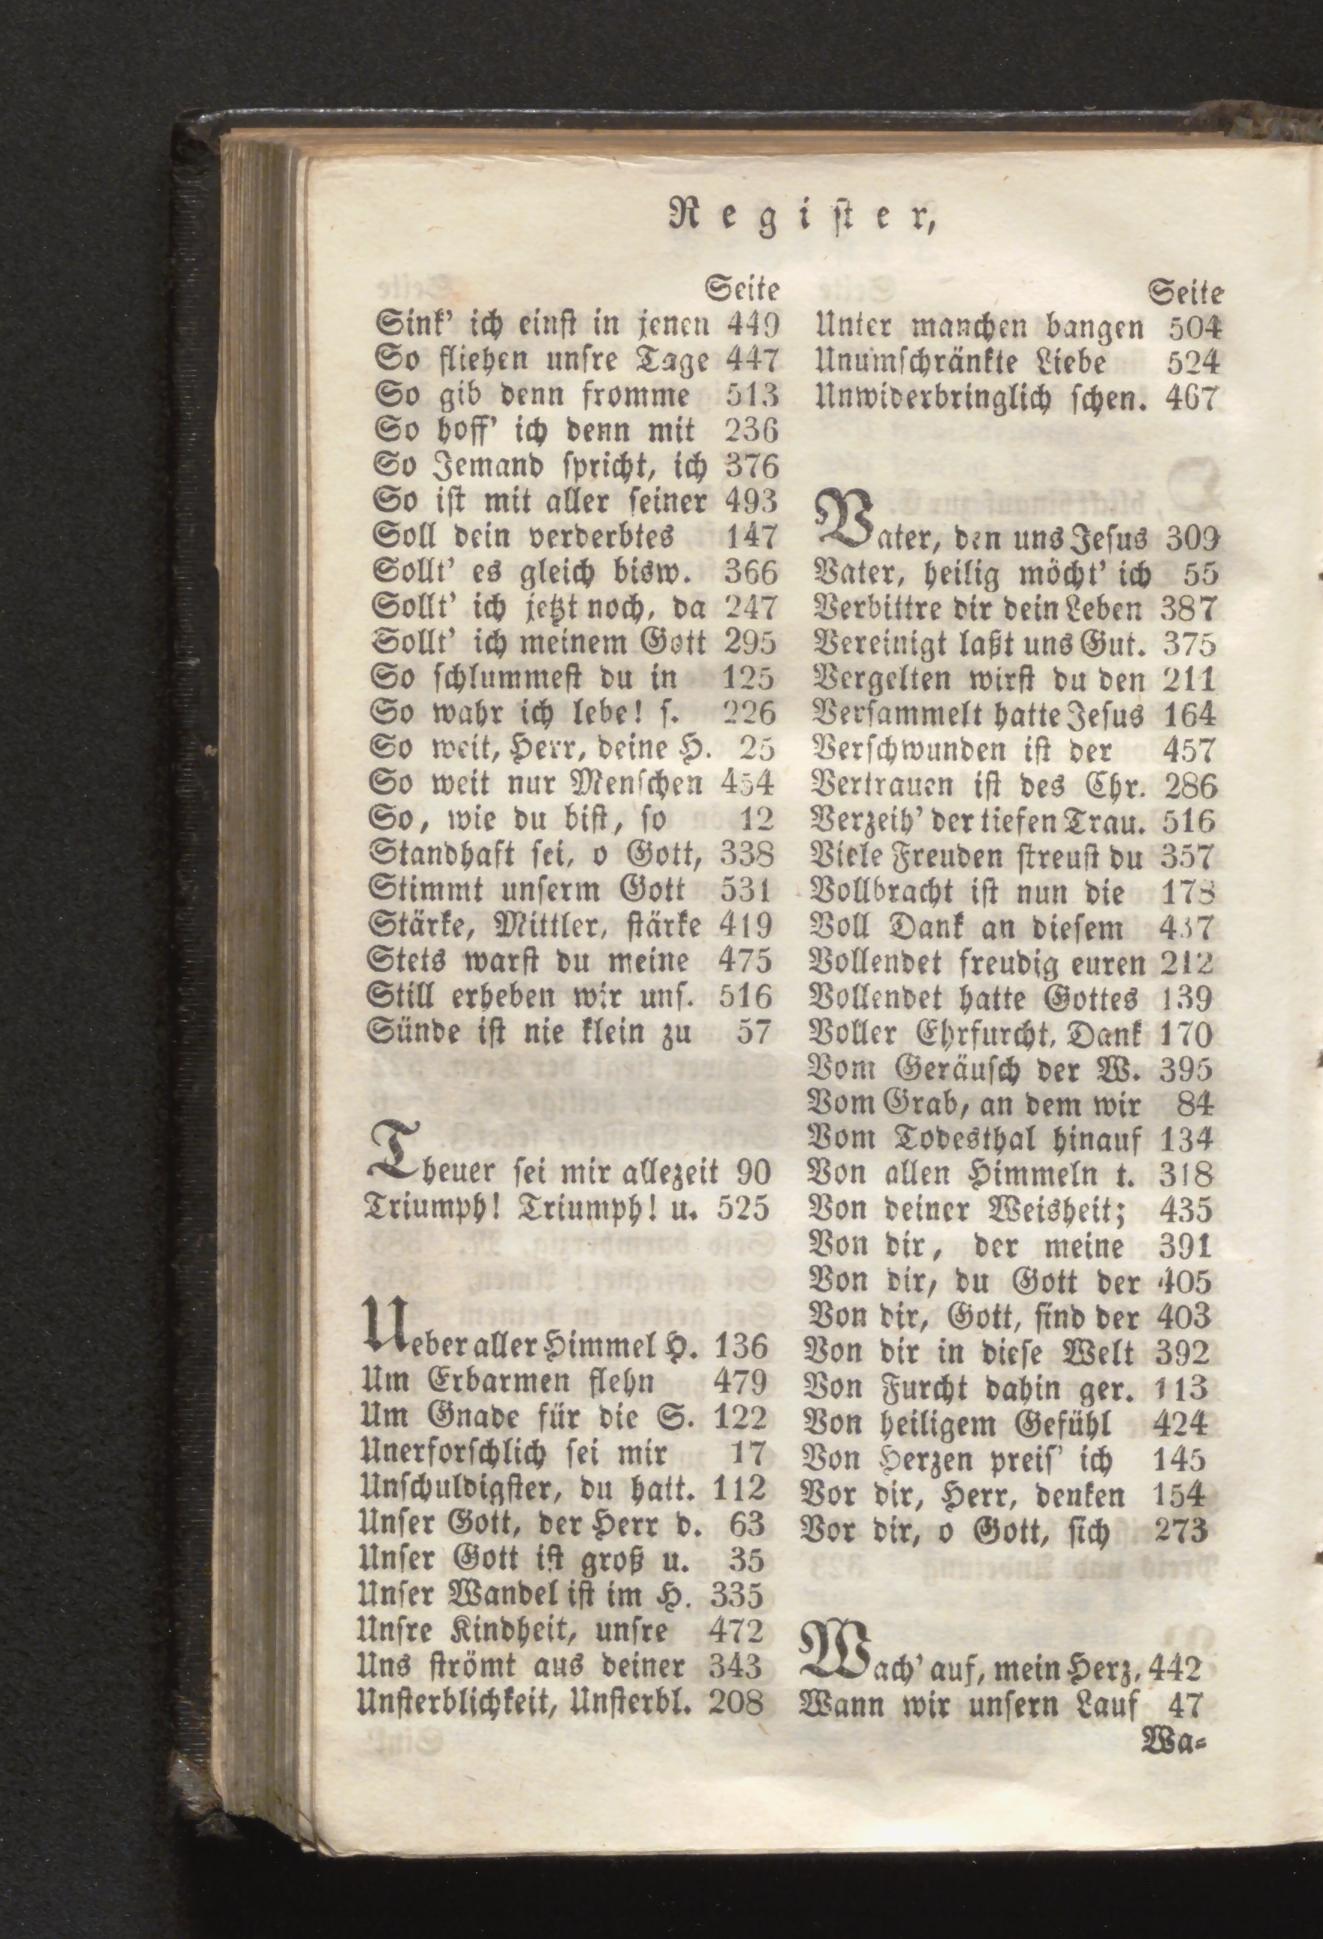 Register,
Seite
Sink' ich einst in jenen 449
So fliehen unsre Tage 447
So gib denn fromme 513
So hoff' ich denn mit 236
So Jemand spricht, ich 376
So ist mit aller seiner 493
Soll dein verderbtes 147
Sollt' es gleich bisw. 366
Sollt' ich jetzt noch, da 247
Sollt' ich meinem Gott 295
So schlummest du in 125
So wahr ich lebe! s. 226
So weit, Herr, deine H. 25
So weit nur Menschen 454
So, wie du bist, so 12
Standhaft sei, o Gott, 338
Stimmt unserm Gott 531
Stärke, Mittler, stärke 419
Stets warst du meine 475
Still erheben wir uns. 516
Sünde ist nie klein zu 57
Theuer sei mir allezeit 90
Triumph! Triumph! u. 525
Ueber aller Himmel H. 136
Um Erbarmen flehn 479
Um Gnade für die S. 122
Unerforschlich sei mir 17
Unschuldigster, du hatt. 112
Unser Gott, der Herr d. 63
Unser Gott ist groß u. 35
Unser Wandel ist im H. 335
Unsre Kindheit, unsre 472
Uns strömt aus deiner 343
Unsterblichkeit, Unsterbl. 208
Seite
Unter manchen bangen 504
Unumschränkte Liebe 524
Unwiderbringlich schen. 467
Vater, den uns Jesus 309
Vater, heilig möcht' ich 55
Verbittre dir dein Leben 387
Vereinigt laßt uns Gut. 375
Vergelten wirst du den 211
Versammelt hatte Jesus 164
Verschwunden ist der 457
Vertrauen ist des Chr. 286
Verzeih' der tiefen Trau. 516
Viele Freuden streust du 357
Vollbracht ist nun die 178
Voll Dank an diesem 437
Vollendet freudig euren 212
Vollendet hatte Gottes 139
Voller Ehrfurcht, Dank 170
Vom Geräusch der W. 395
Vom Grab, an dem wir 84
Vom Todesthal hinauf 134
Von allen Himmeln t. 318
Von deiner Weisheit; 435
Von dir, der meine 391
Von dir, du Gott der 405
Von dir, Gott, sind der 403
Von dir in diese Welt 392
Von Furcht dahin ger. 113
Von heiligem Gefühl 424
Von Herzen preis' ich 145
Vor dir, Herr, denken 154
Vor dir, o Gott, sich 273
Wach' auf, mein Herz, 442
Wann wir unsern Lauf 47
Wa-